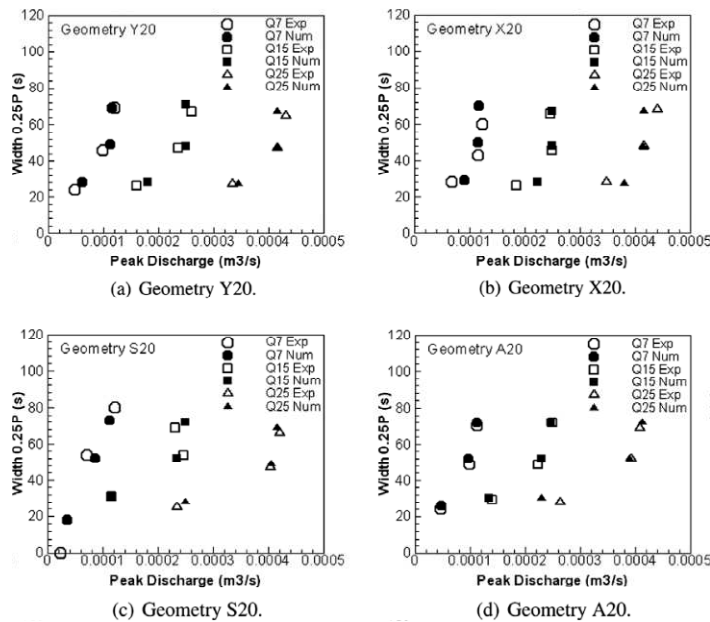 Geometry Y20
Q7 Exp
Q7 Num
Q15 Exp
Q15 Num
Q25 Exp
Q25 Num
Width 0.25P (s)
120
100
80
60
40
20
0
0 0.0001 0.0002 0.0003 0.0004 0.0005
Peak Discharge (m3/s)
(a) Geometry Y20.
Geometry X20
Q7 Exp
Q7 Num
Q15 Exp
Q15 Num
Q25 Exp
Q25 Num
Width 0.25P (s)
120
100
80
60
40
20
0
0 0.0001 0.0002 0.0003 0.0004 0.0005
Peak Discharge (m3/s)
(b) Geometry X20.
Geometry S20
Q7 Exp
Q7 Num
Q15 Exp
Q15 Num
Q25 Exp
Q25 Num
Width 0.25P (s)
120
100
80
60
40
20
0
0 0.0001 0.0002 0.0003 0.0004 0.0005
Peak Discharge (m3/s)
(c) Geometry S20.
Geometry A20
Q7 Exp
Q7 Num
Q15 Exp
Q15 Num
Q25 Exp
Q25 Num
Width 0.25P (s)
120
100
80
60
40
20
0
0 0.0001 0.0002 0.0003 0.0004 0.0005
Peak Discharge (m3/s)
(d) Geometry A20.